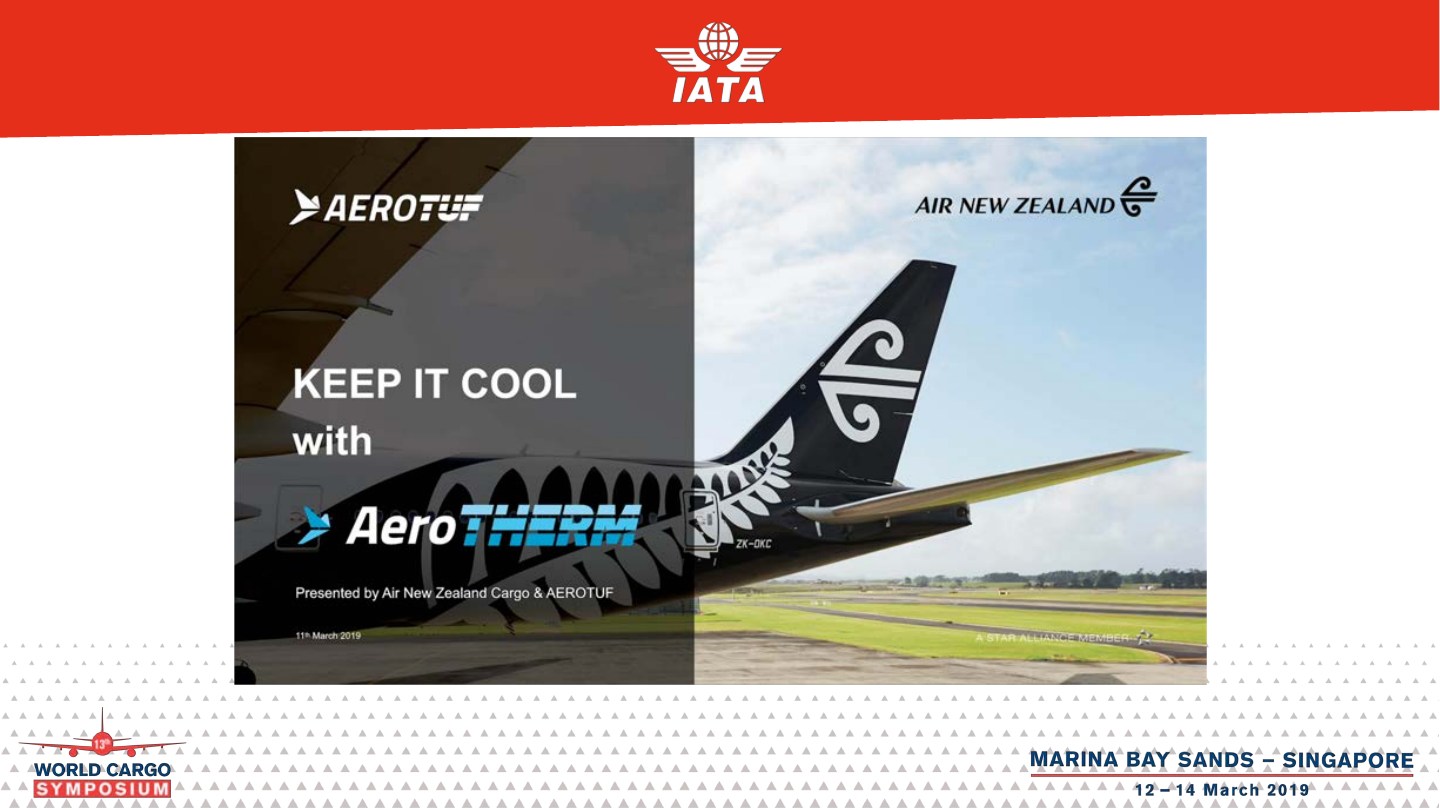 IATA
AEROTUF
AIR NEW ZEALAND
KEEP IT COOL
with
AeroTHERM
ZK-OKC
Presented by Air New Zealand Cargo & AEROTUF
11th March 2019
A STAR ALLIANCE MEMBER
13th
WORLD CARGO
SYMPOSIUM
MARINA BAY SANDS – SINGAPORE
12 – 14 March 2019